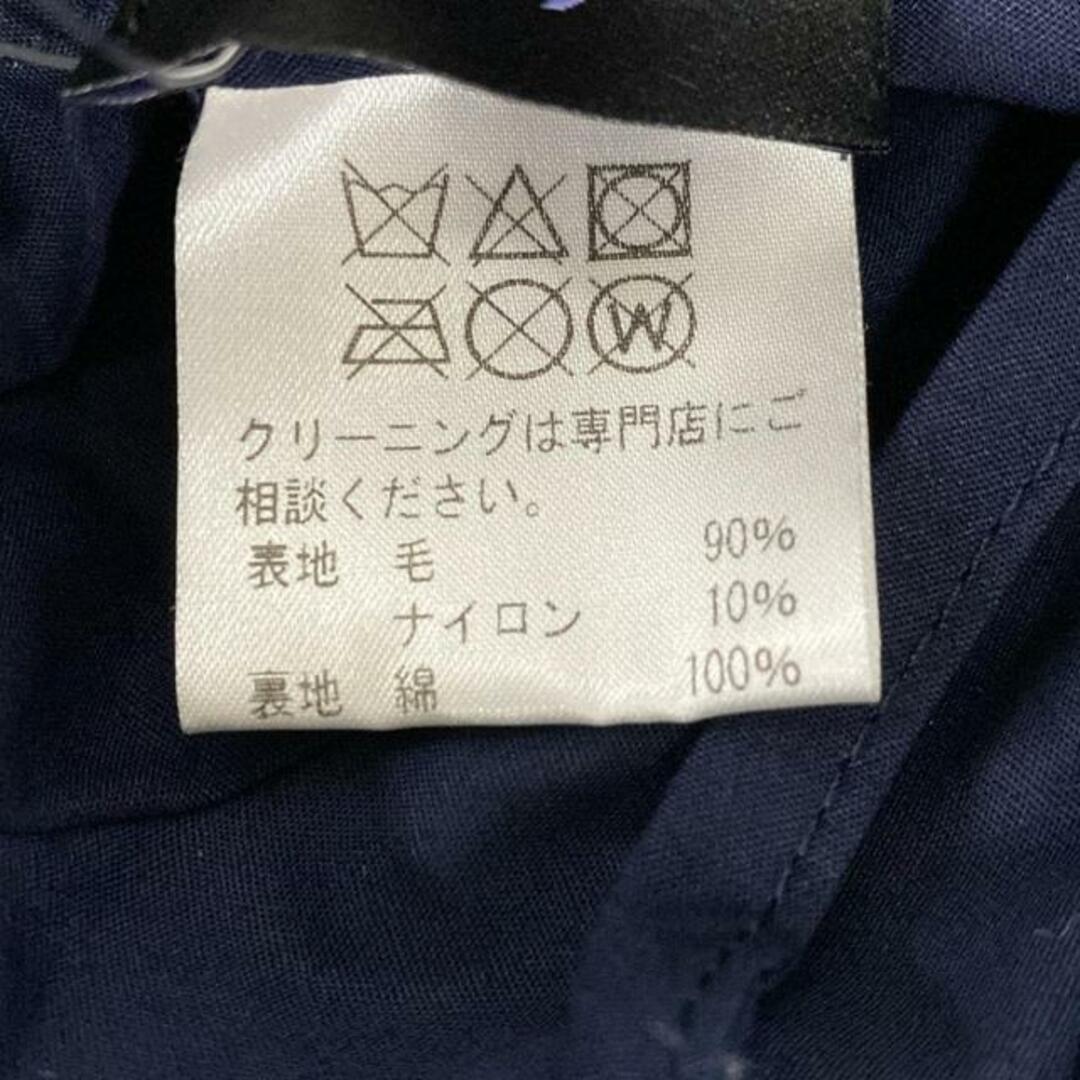 W
クリーニングは専門店にご
相談ください。
表地 毛 90%
ナイロン 10%
裏地 綿 100%